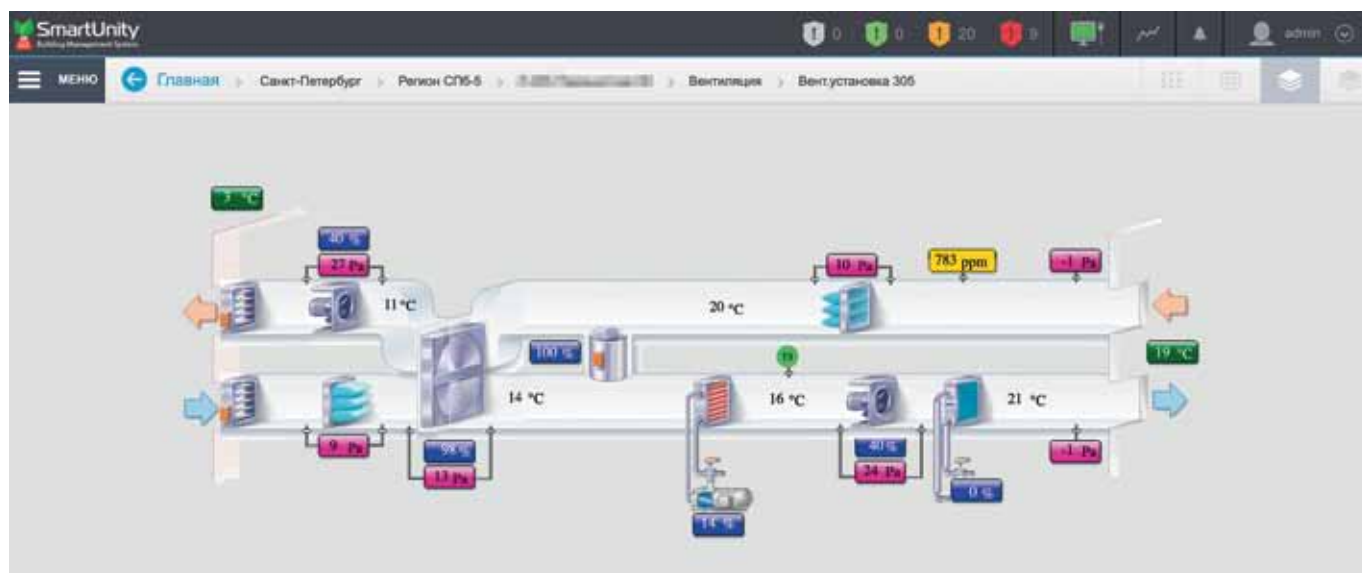 SmartUnity
Building Management System
0 0 20 9 admin
МЕНЮ Главная Санкт-Петербург Регион СПб-5 Вентиляция Вент.установка 305
3 °C
40 %
27 Pa
10 Pa
783 ppm
-1 Pa
11 °C
20 °C
100 %
19 °C
14 °C
16 °C
21 °C
9 Pa
98 %
13 Pa
40 %
24 Pa
-1 Pa
0 %
14 %